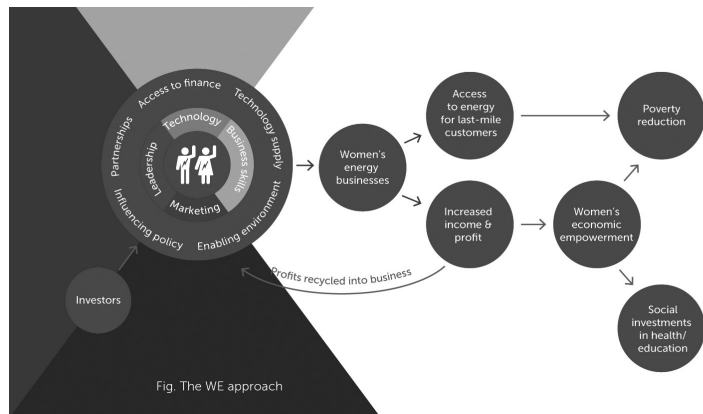 Access to finance
Technology supply
Partnerships
Technology
Business skills
Leadership
Marketing
Influencing policy
Enabling environment
Investors
Women's
energy
businesses
Access
to energy
for last-mile
customers
Poverty
reduction
Increased
income &
profit
Women's
economic
empowerment
Profits recycled into business
Social
investments
in health/
education
Fig. The WE approach